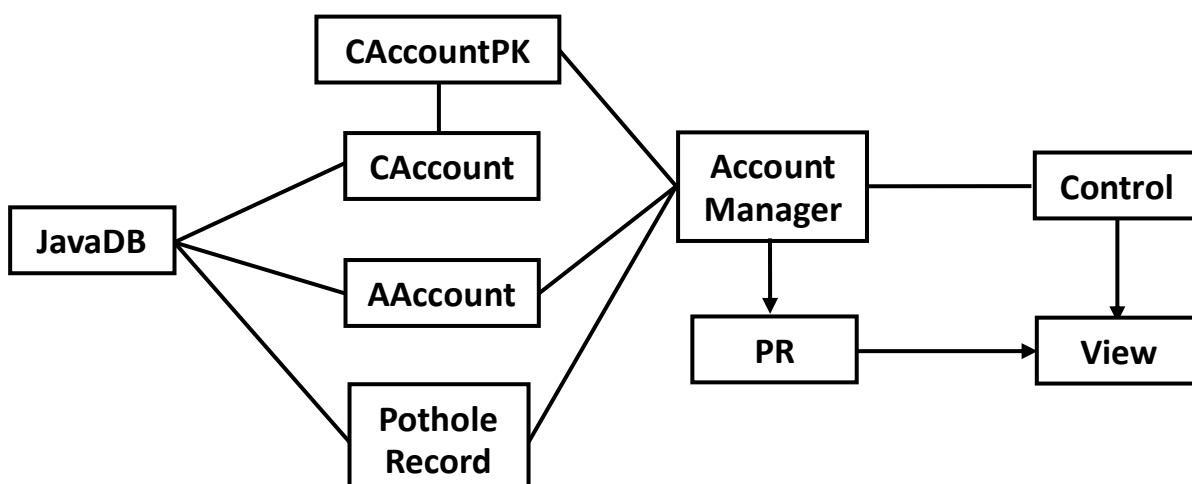 CAccountPK
CAccount
JavaDB
AAccount
Pothole
Record
Account
Manager
PR
Control
View